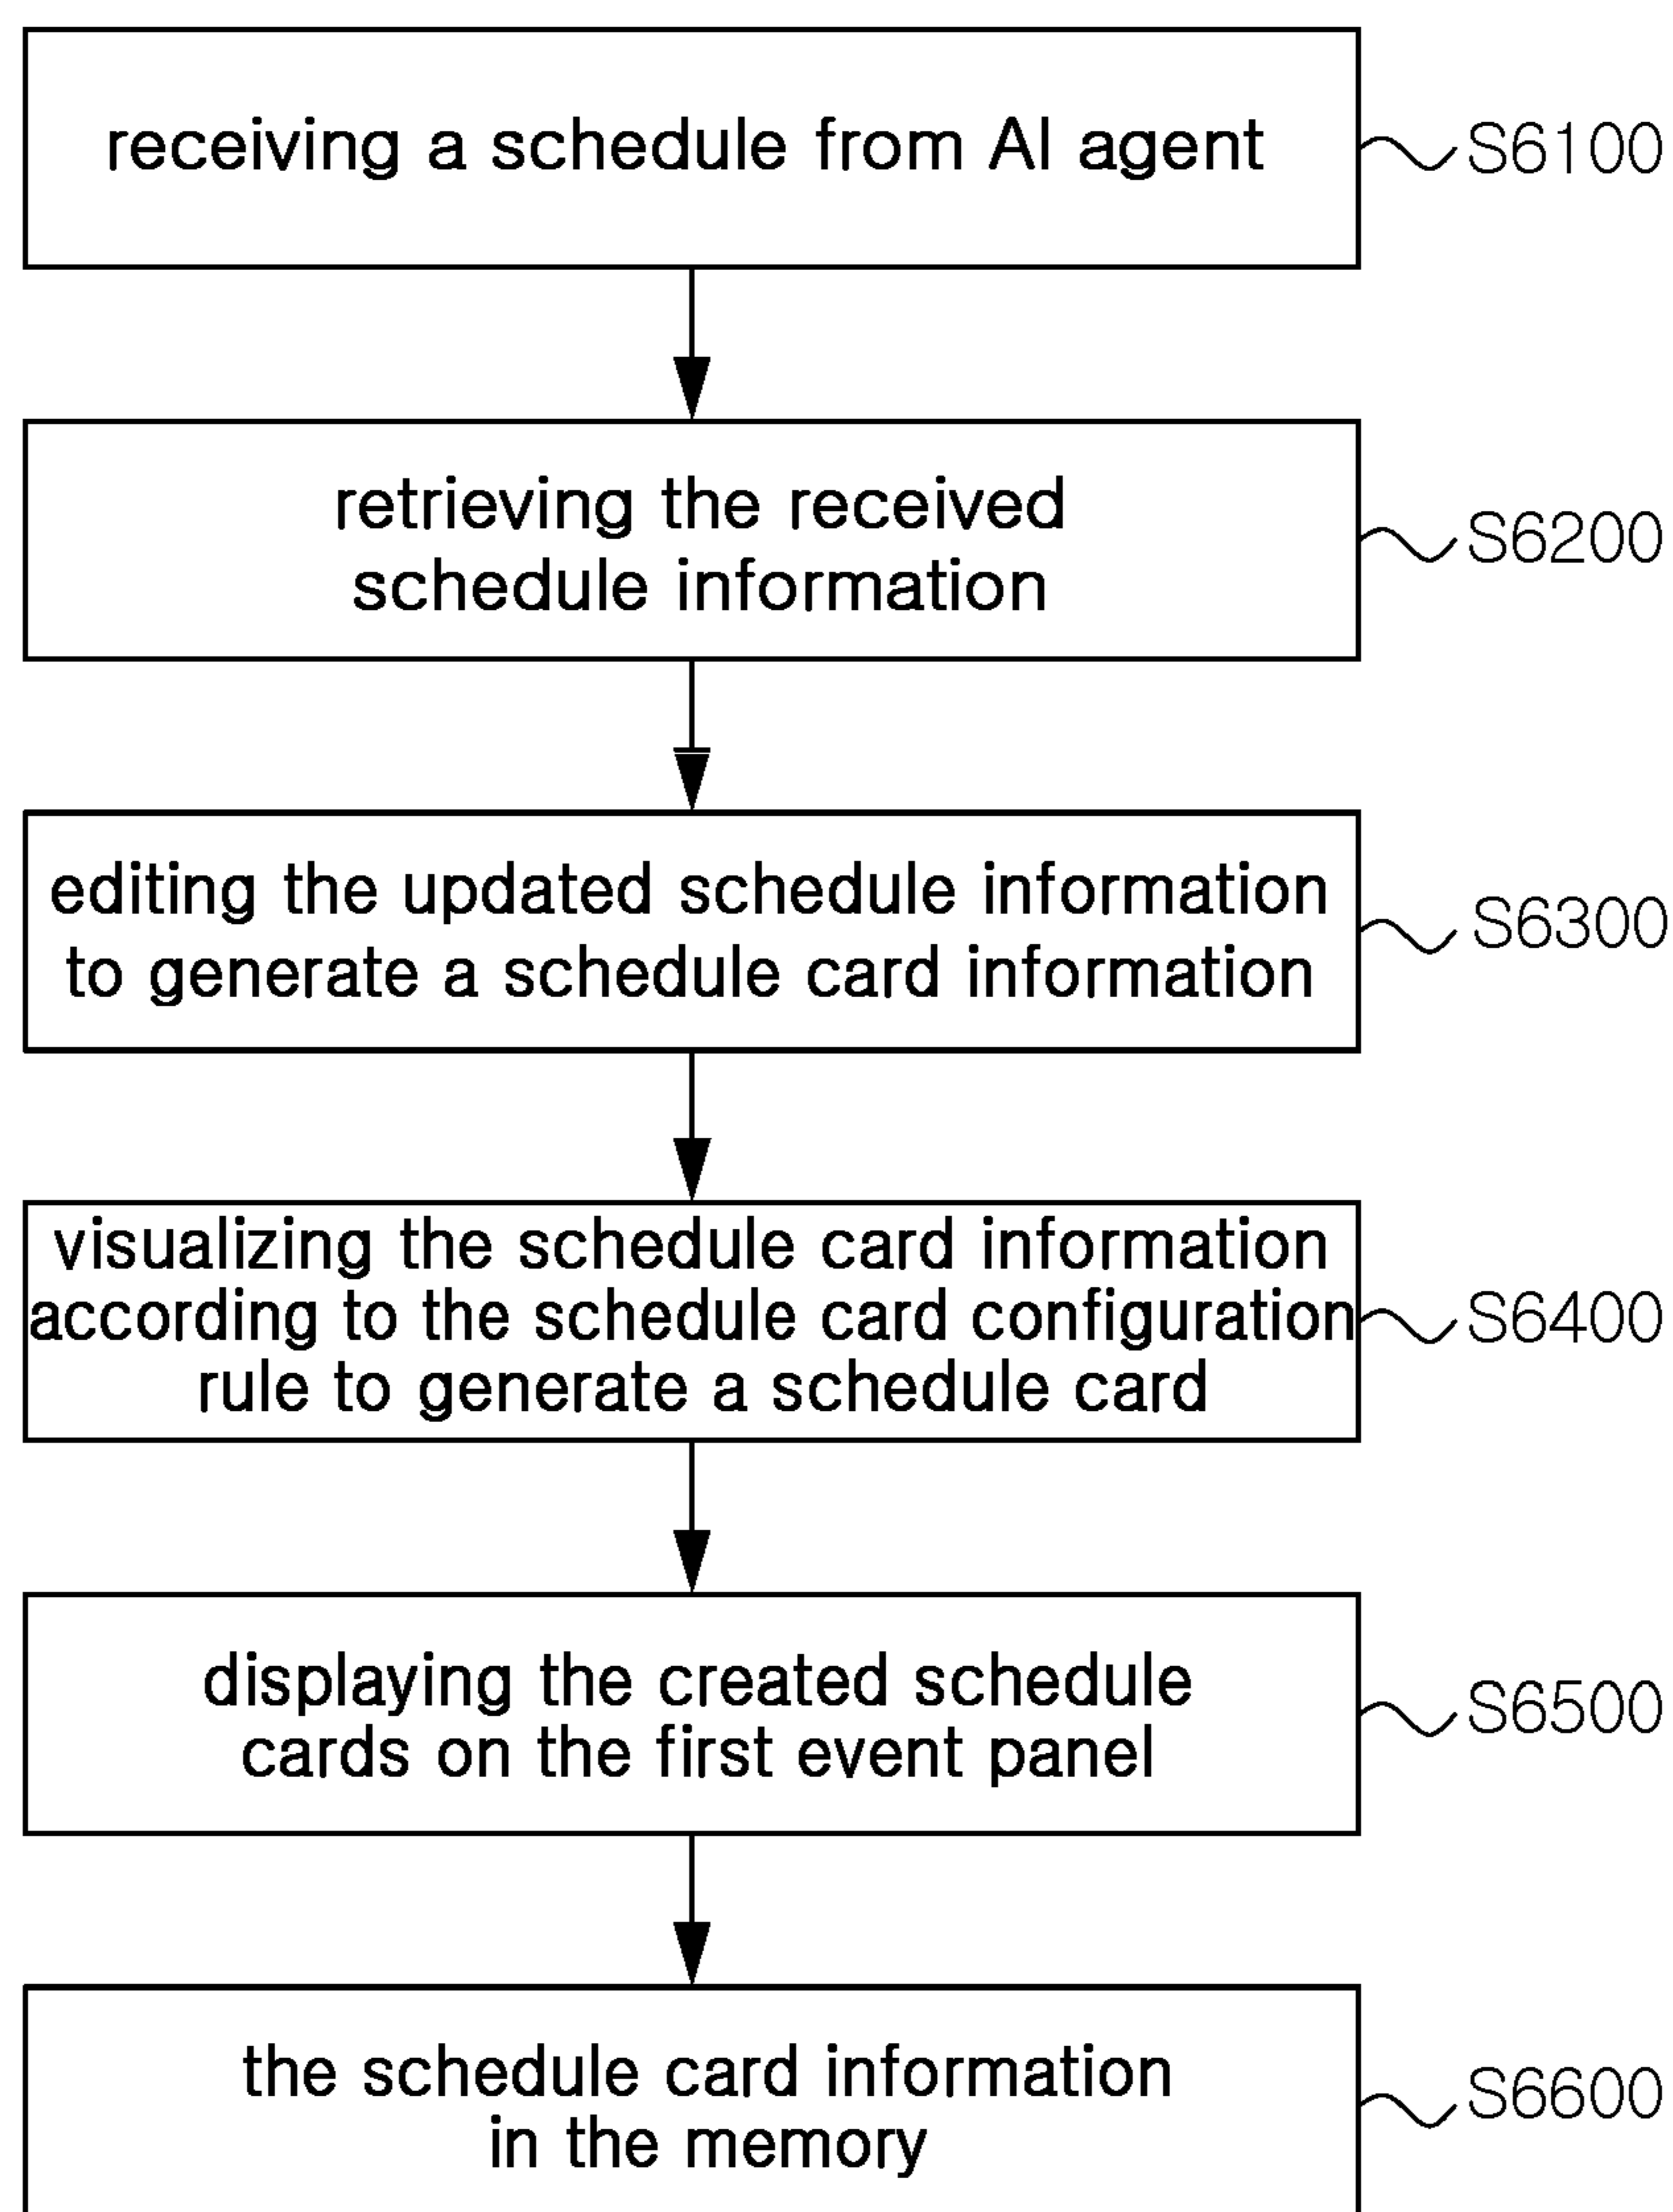 receiving a schedule from AI agent
S6100
retrieving the received
schedule information
S6200
editing the updated schedule information
to generate a schedule card information
S6300
visualizing the schedule card information
according to the schedule card configuration
rule to generate a schedule card
S6400
displaying the created schedule
cards on the first event panel
S6500
the schedule card information
in the memory
S6600